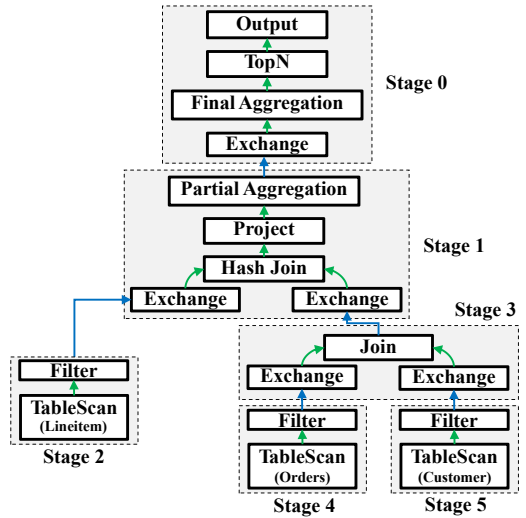 Output
TopN
Final Aggregation
Exchange
Stage 0
Partial Aggregation
Project
Hash Join
Exchange
Exchange
Stage 1
Stage 3
Join
Exchange
Exchange
Filter
TableScan
(Lineitem)
Stage 2
Filter
TableScan
(Orders)
Stage 4
Filter
TableScan
(Customer)
Stage 5